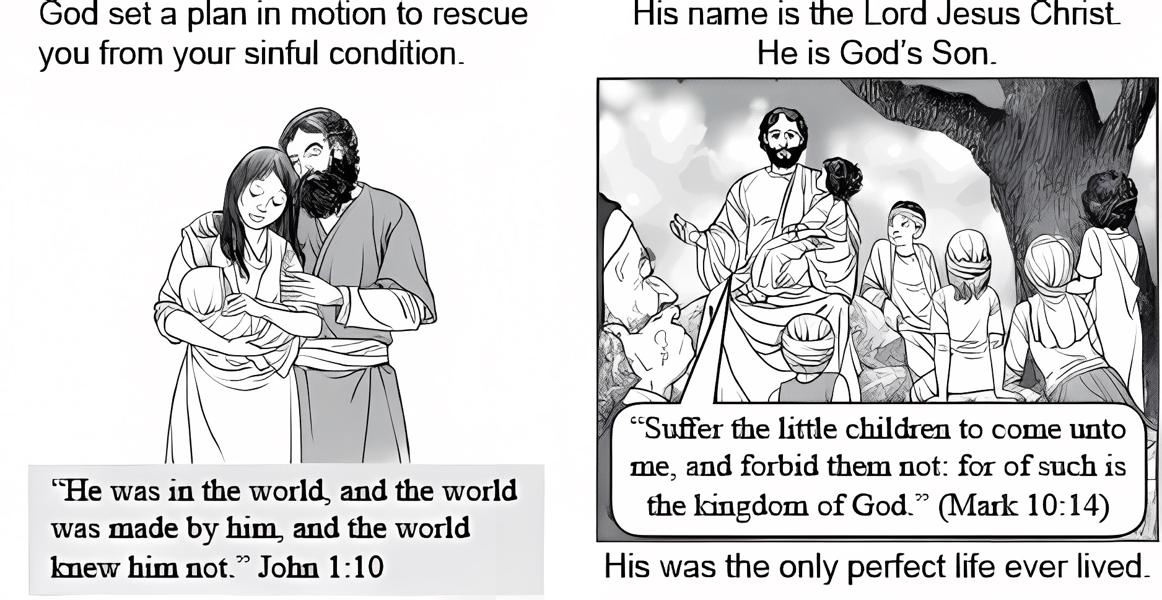 God set a plan in motion to rescue
you from your sinful condition.
“He was in the world, and the world
was made by him, and the world
knew him not.” John 1:10
His name is the Lord Jesus Christ.
He is God’s Son.
“Suffer the little children to come unto
me, and forbid them not: for of such is
the kingdom of God.” (Mark 10:14)
His was the only perfect life ever lived.